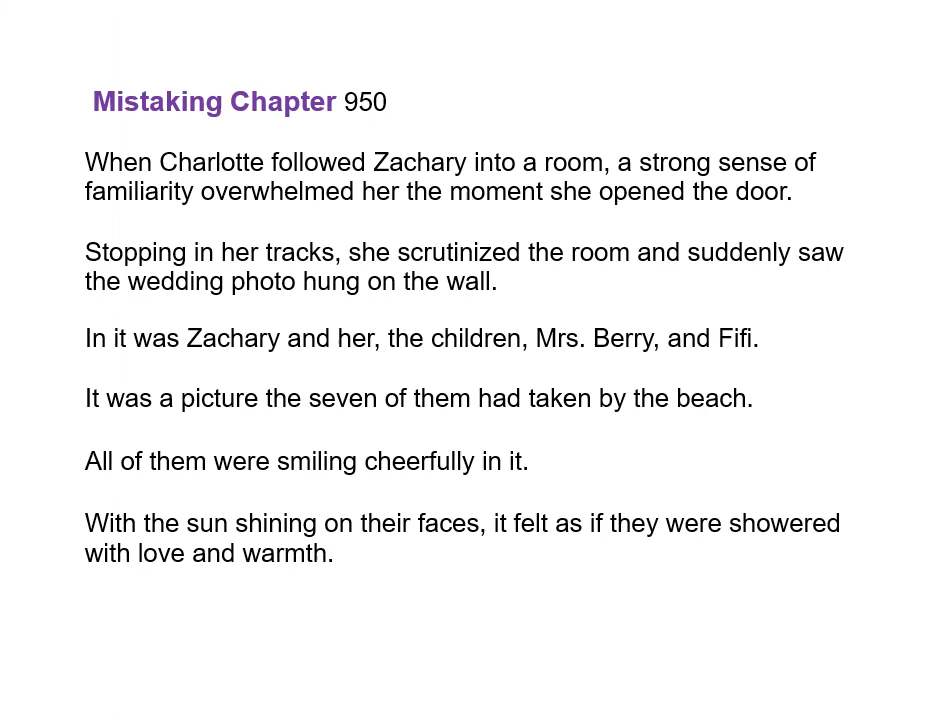 Mistaking Chapter 950
When Charlotte followed Zachary into a room, a strong sense of
familiarity overwhelmed her the moment she opened the door.
Stopping in her tracks, she scrutinized the room and suddenly saw
the wedding photo hung on the wall.
In it was Zachary and her, the children, Mrs. Berry, and Fifi.
It was a picture the seven of them had taken by the beach.
All of them were smiling cheerfully in it.
With the sun shining on their faces, it felt as if they were showered
with love and warmth.